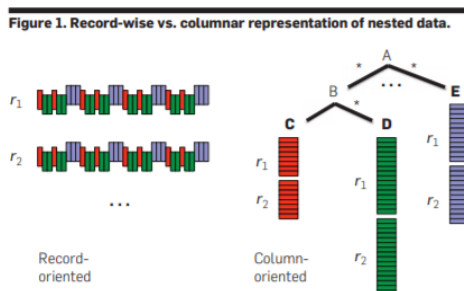 Figure 1. Record-wise vs. columnar representation of nested data.
A
* *
B ... E
*
C D
r1
r2
...
r1
r2
r1
r2
r1
r2
Record-
oriented
Column-
oriented